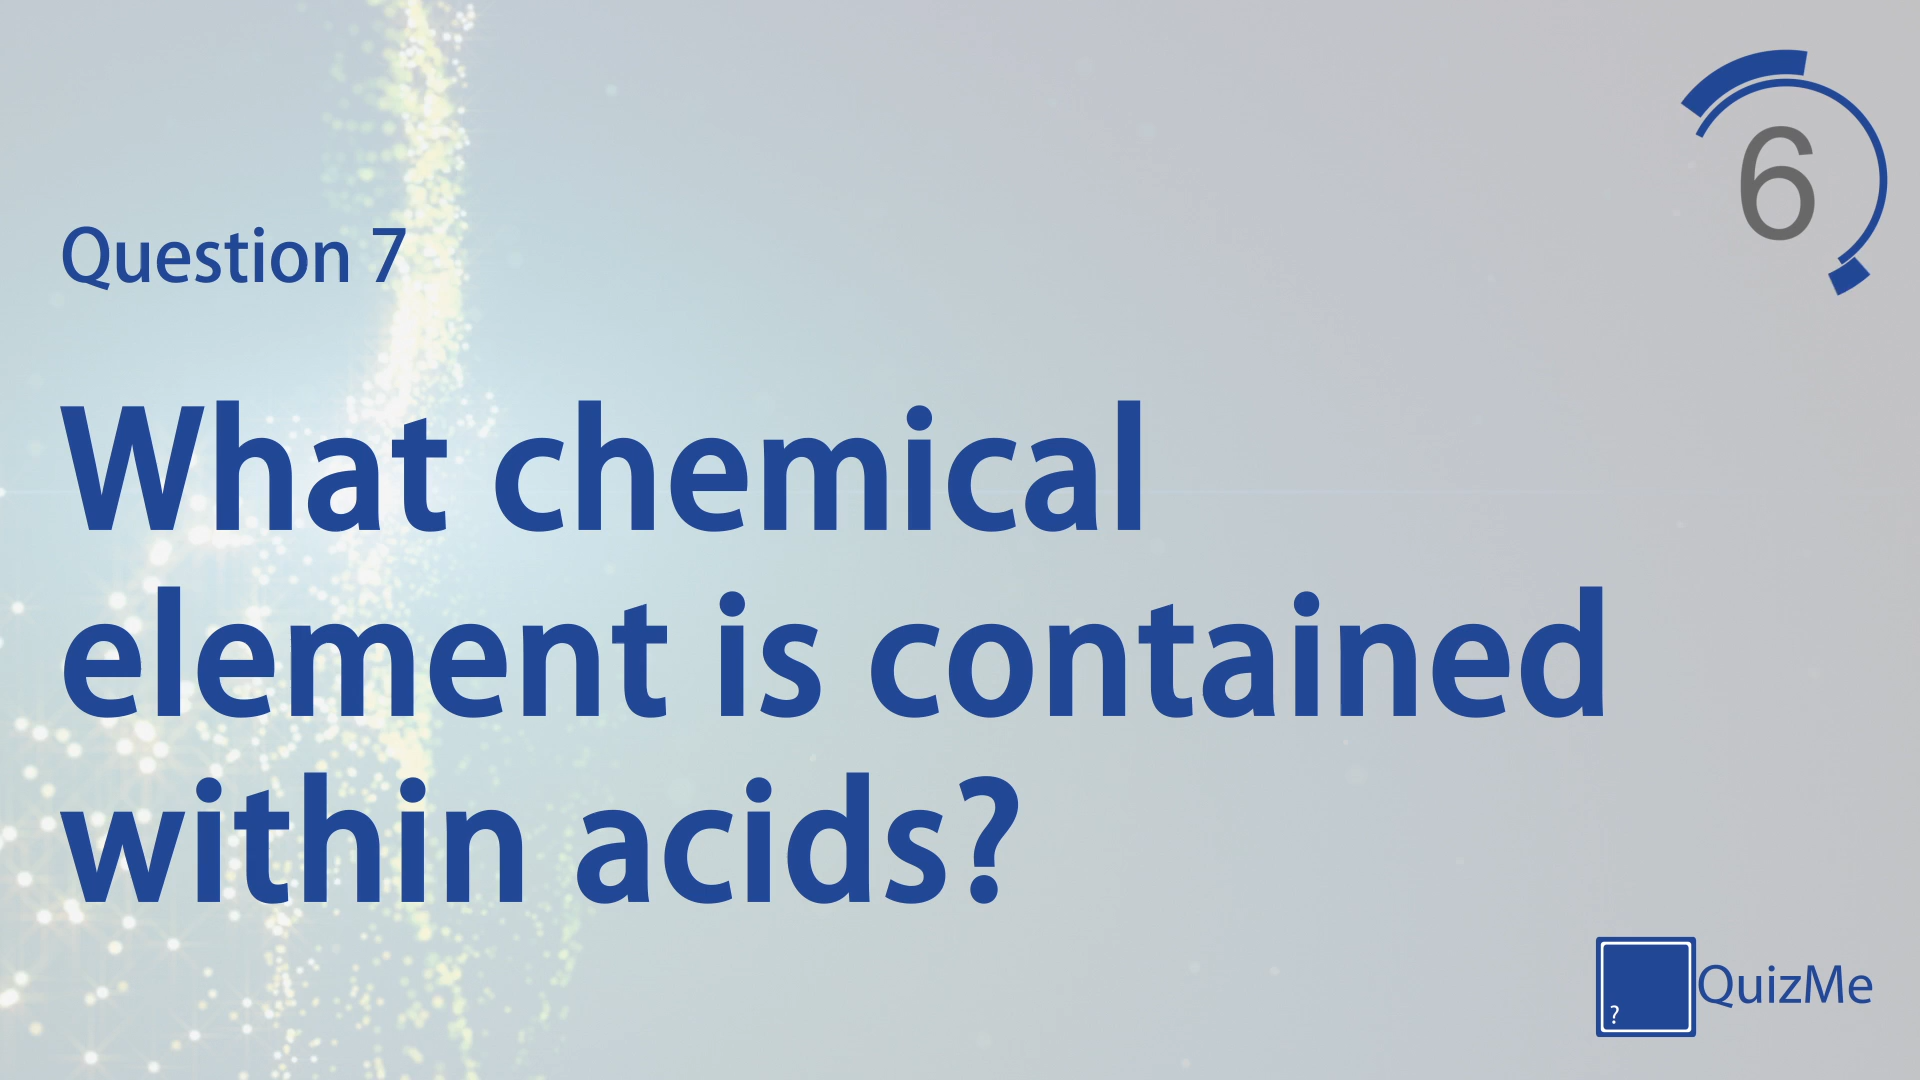 6
Question 7
What chemical
element is contained
within acids?
?
QuizMe